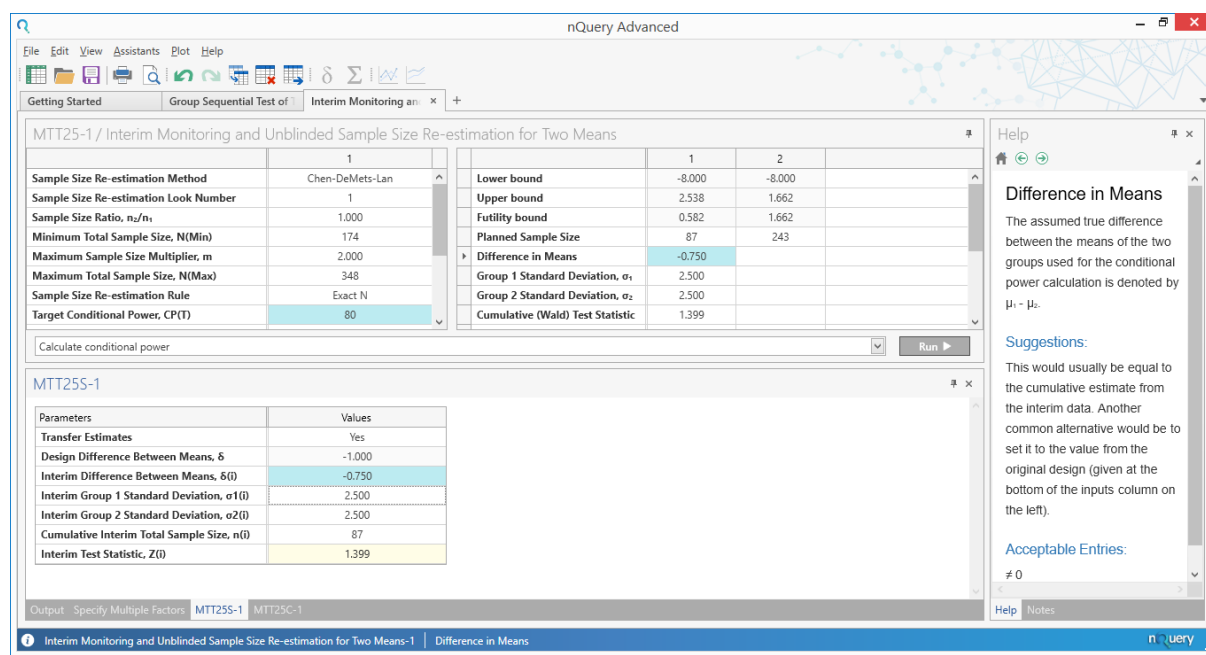 nQuery Advanced
File Edit View Assistants Plot Help
Getting Started Group Sequential Test of Interim Monitoring an × +
MTT25-1 / Interim Monitoring and Unblinded Sample Size Re-estimation for Two Means
1
Sample Size Re-estimation Method Chen-DeMets-Lan
Sample Size Re-estimation Look Number 1
Sample Size Ratio, n₂/n₁ 1.000
Minimum Total Sample Size, N(Min) 174
Maximum Sample Size Multiplier, m 2.000
Maximum Total Sample Size, N(Max) 348
Sample Size Re-estimation Rule Exact N
Target Conditional Power, CP(T) 80
1 2
Lower bound -8.000 -8.000
Upper bound 2.538 1.662
Futility bound 0.582 1.662
Planned Sample Size 87 243
Difference in Means -0.750
Group 1 Standard Deviation, σ₁ 2.500
Group 2 Standard Deviation, σ₂ 2.500
Cumulative (Wald) Test Statistic 1.399
Calculate conditional power Run
MTT25S-1
Parameters Values
Transfer Estimates Yes
Design Difference Between Means, δ -1.000
Interim Difference Between Means, δ(i) -0.750
Interim Group 1 Standard Deviation, σ1(i) 2.500
Interim Group 2 Standard Deviation, σ2(i) 2.500
Cumulative Interim Total Sample Size, n(i) 87
Interim Test Statistic, Z(i) 1.399
Output Specify Multiple Factors MTT25S-1 MTT25C-1
Help
Difference in Means
The assumed true difference
between the means of the two
groups used for the conditional
power calculation is denoted by
μ₁ - μ₂.
Suggestions:
This would usually be equal to
the cumulative estimate from
the interim data. Another
common alternative would be to
set it to the value from the
original design (given at the
bottom of the inputs column on
the left).
Acceptable Entries:
≠ 0
Help Notes
Interim Monitoring and Unblinded Sample Size Re-estimation for Two Means-1 Difference in Means
nQuery